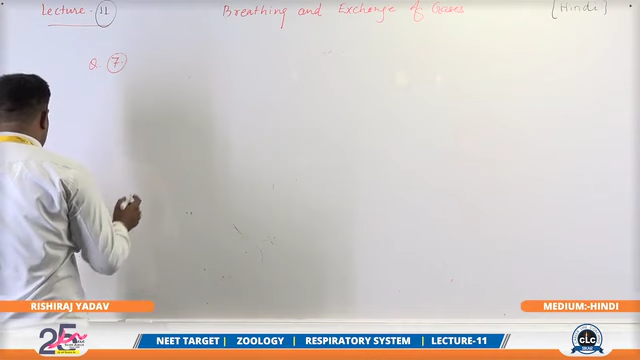 Lecture - 11 Breathing and Exchange of Gases [Hindi]
Q. 7
RISHIRAJ YADAV MEDIUM:-HINDI
25
NEET TARGET | ZOOLOGY | RESPIRATORY SYSTEM | LECTURE-11
CLC